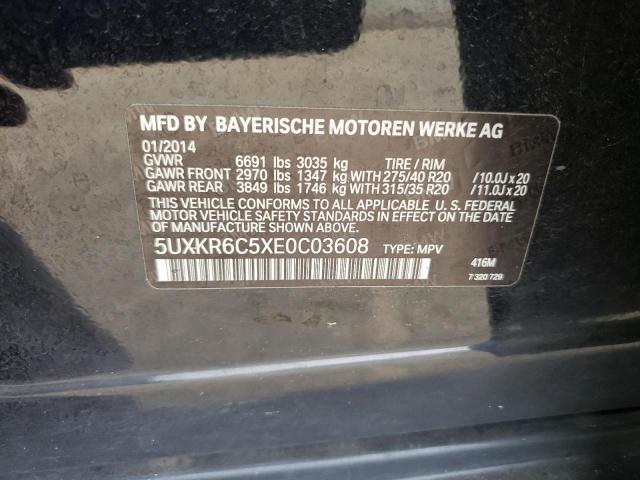 MFD BY BAYERISCHE MOTOREN WERKE AG
01/2014
GVWR 6691 lbs 3035 kg TIRE / RIM
GAWR FRONT 2970 lbs 1347 kg WITH 275/40 R20 /10.0J x 20
GAWR REAR 3849 lbs 1746 kg WITH 315/35 R20 /11.0J x 20
THIS VEHICLE CONFORMS TO ALL APPLICABLE U. S. FEDERAL
MOTOR VEHICLE SAFETY STANDARDS IN EFFECT ON THE
DATE OF MANUFACTURE SHOWN ABOVE.
5UXKR6C5XE0C03608 TYPE: MPV
416M
7 320 729